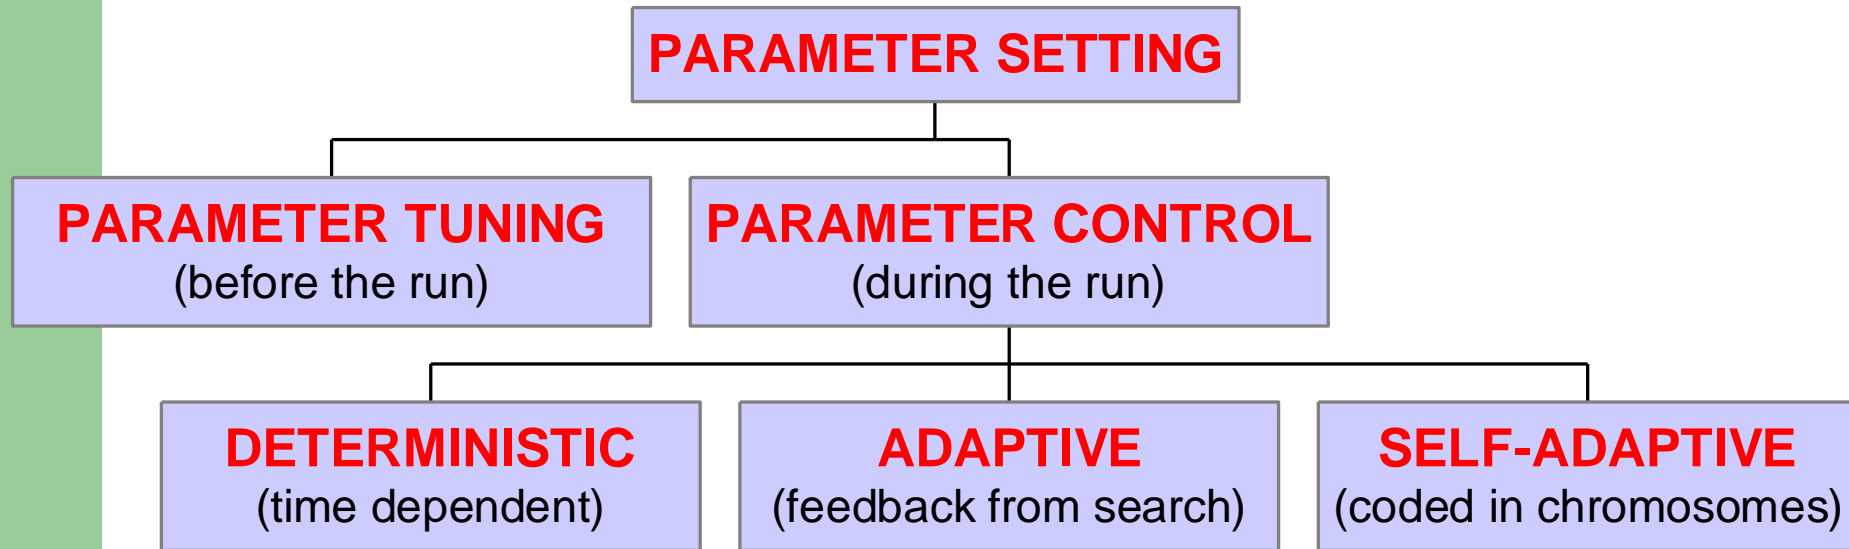 PARAMETER SETTING
PARAMETER TUNING
(before the run)
PARAMETER CONTROL
(during the run)
DETERMINISTIC
(time dependent)
ADAPTIVE
(feedback from search)
SELF-ADAPTIVE
(coded in chromosomes)